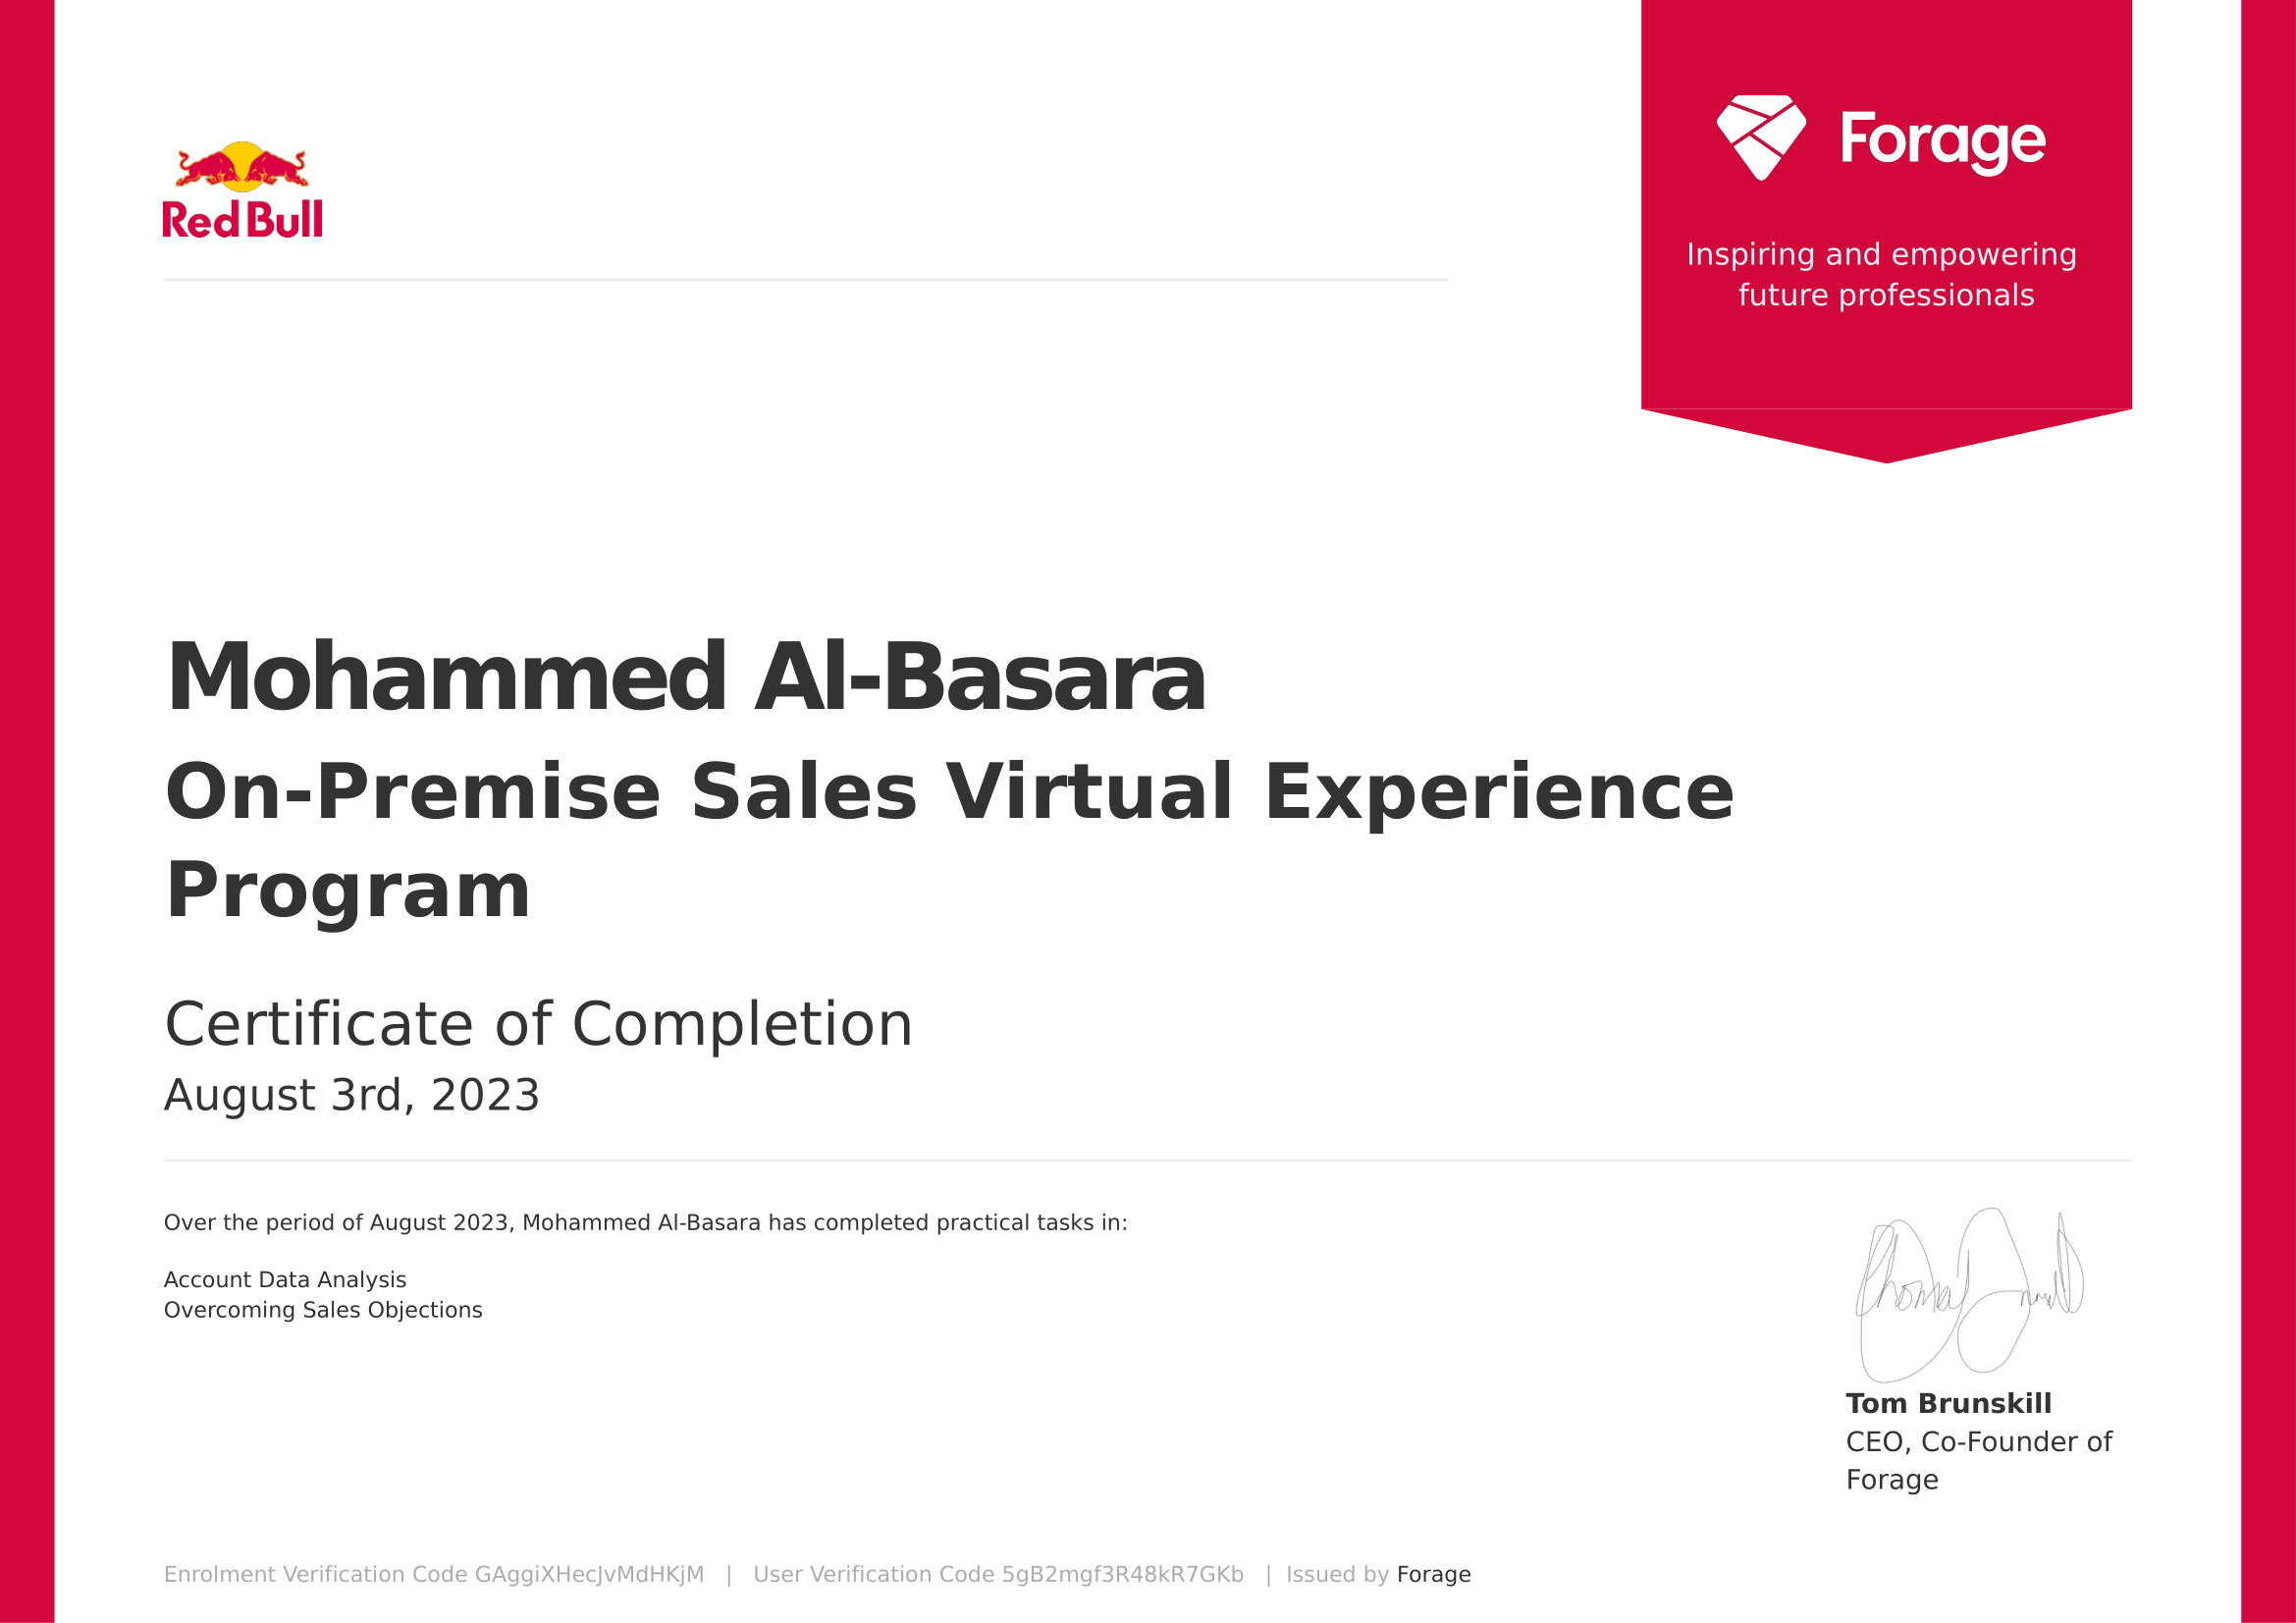 Red Bull
Forage
Inspiring and empowering
future professionals
Mohammed Al-Basara
On-Premise Sales Virtual Experience
Program
Certificate of Completion
August 3rd, 2023
Over the period of August 2023, Mohammed Al-Basara has completed practical tasks in:
Account Data Analysis
Overcoming Sales Objections
Tom Brunskill
CEO, Co-Founder of
Forage
Enrolment Verification Code GAggiXHecJvMdHKjM | User Verification Code 5gB2mgf3R48kR7GKb | Issued by Forage